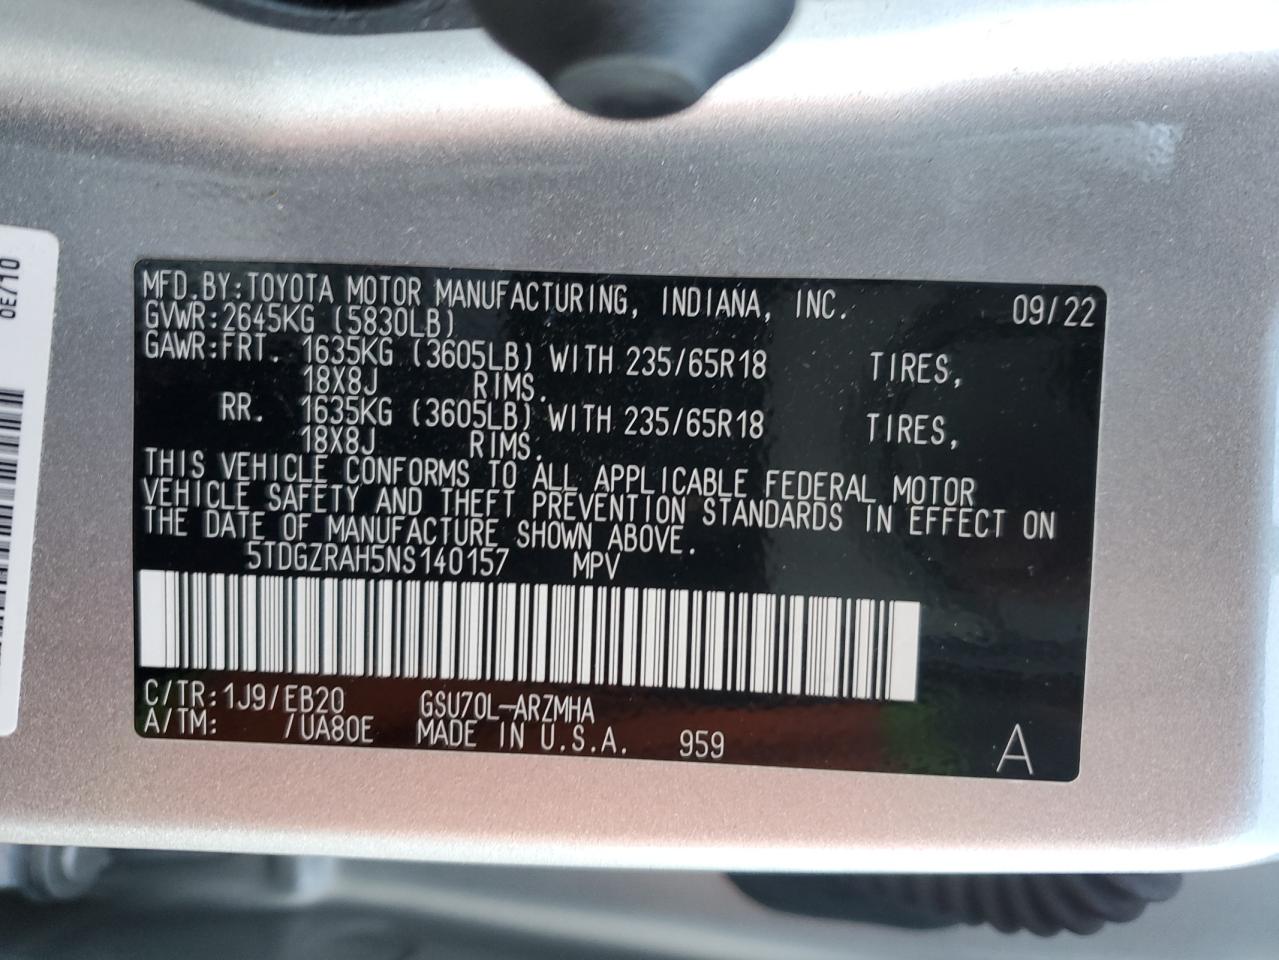 MFD.BY:TOYOTA MOTOR MANUFACTURING, INDIANA, INC. 09/22
GVWR:2645KG (5830LB)
GAWR:FRT. 1635KG (3605LB) WITH 235/65R18 TIRES,
18X8J RIMS.
RR. 1635KG (3605LB) WITH 235/65R18 TIRES,
18X8J RIMS.
THIS VEHICLE CONFORMS TO ALL APPLICABLE FEDERAL MOTOR
VEHICLE SAFETY AND THEFT PREVENTION STANDARDS IN EFFECT ON
THE DATE OF MANUFACTURE SHOWN ABOVE.
5TDGZRAH5NS140157 MPV
C/TR:1J9/EB20 GSU70L-ARZMHA
A/TM: /UA80E MADE IN U.S.A. 959 A
0E/10